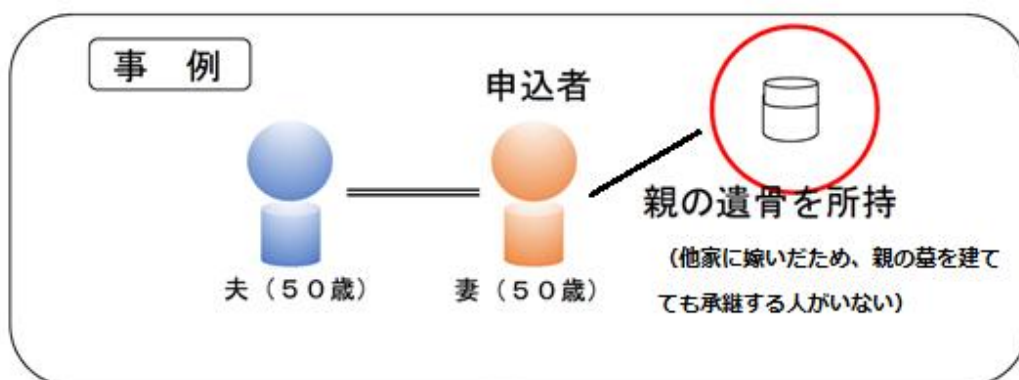 事 例
申込者
親の遺骨を所持
(他家に嫁いだため、親の墓を建て
ても承継する人がいない)
夫(50歳)
妻(50歳)